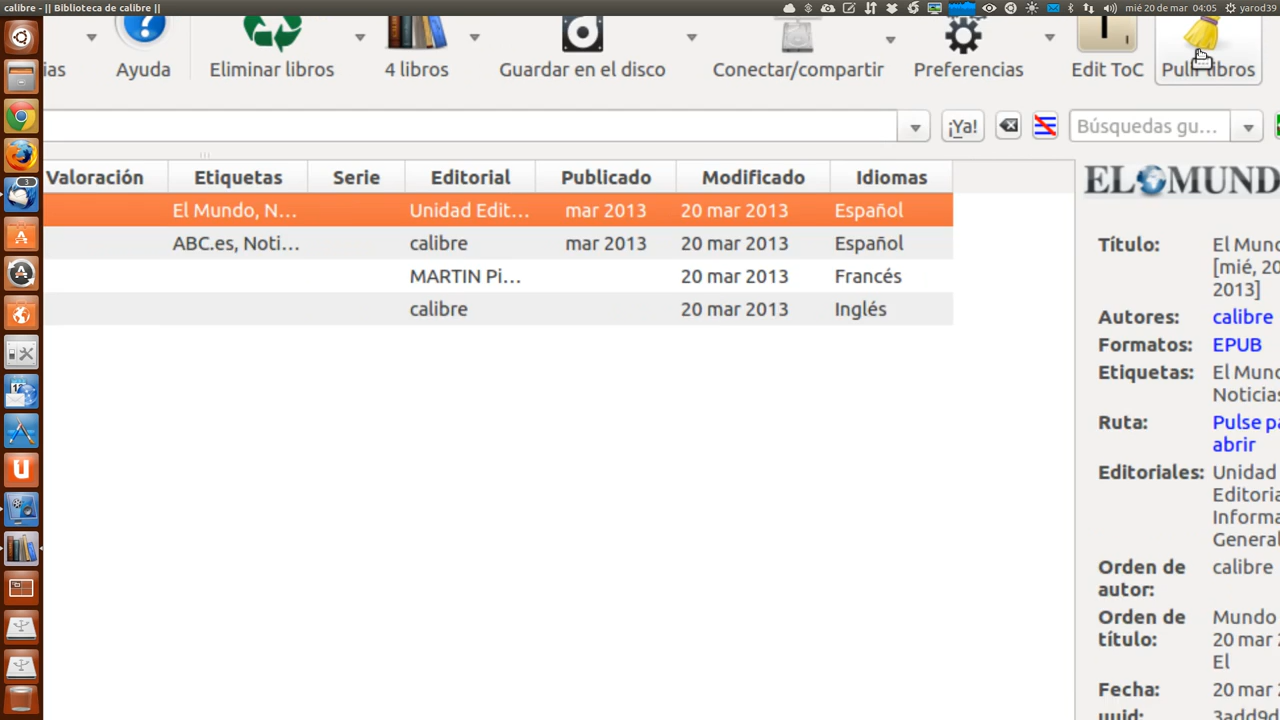 calibre - || Biblioteca de calibre ||
mié 20 de mar 04:05 yarod39
ias Ayuda Eliminar libros 4 libros Guardar en el disco Conectar/compartir Preferencias Edit ToC Pulir libros
¡Ya! Búsquedas gu...
Valoración Etiquetas Serie Editorial Publicado Modificado Idiomas
El Mundo, N... Unidad Edit... mar 2013 20 mar 2013 Español
ABC.es, Noti... calibre mar 2013 20 mar 2013 Español
MARTIN Pi... 20 mar 2013 Francés
calibre 20 mar 2013 Inglés
EL MUND
Título: El Mund
[mié, 20
2013]
Autores: calibre
Formatos: EPUB
Etiquetas: El Mund
Noticias
Ruta: Pulse pa
abrir
Editoriales: Unidad
Editoria
Informa
General
Orden de calibre
autor:
Orden de Mundo
título: 20 mar 2
El
Fecha: 20 mar 2
uuid: 3add9d